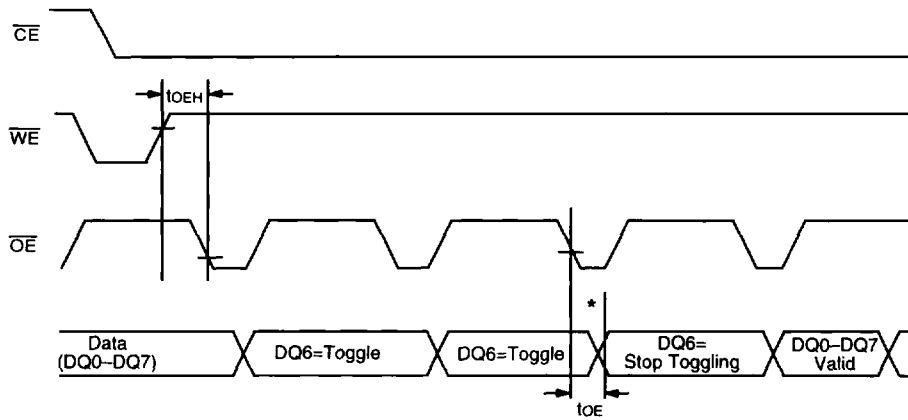 CE
tOEH
WE
OE
*
Data
(DQ0–DQ7)
DQ6=Toggle
DQ6=Toggle
DQ6=
Stop Toggling
DQ0–DQ7
Valid
tOE